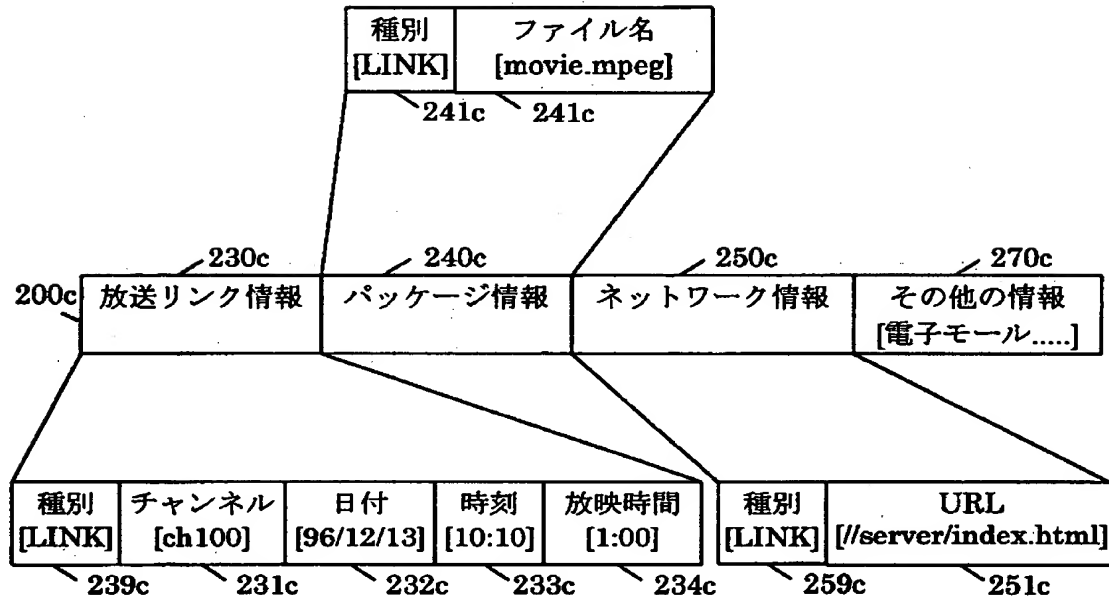 種別 ファイル名
[LINK] [movie.mpeg]
241c 241c
230c 240c 250c 270c
200c 放送リンク情報 パッケージ情報 ネットワーク情報 その他の情報
[電子モール.....]
種別 チャンネル 日付 時刻 放映時間 種別 URL
[LINK] [ch100] [96/12/13] [10:10] [1:00] [LINK] [//server/index.html]
239c 231c 232c 233c 234c 259c 251c